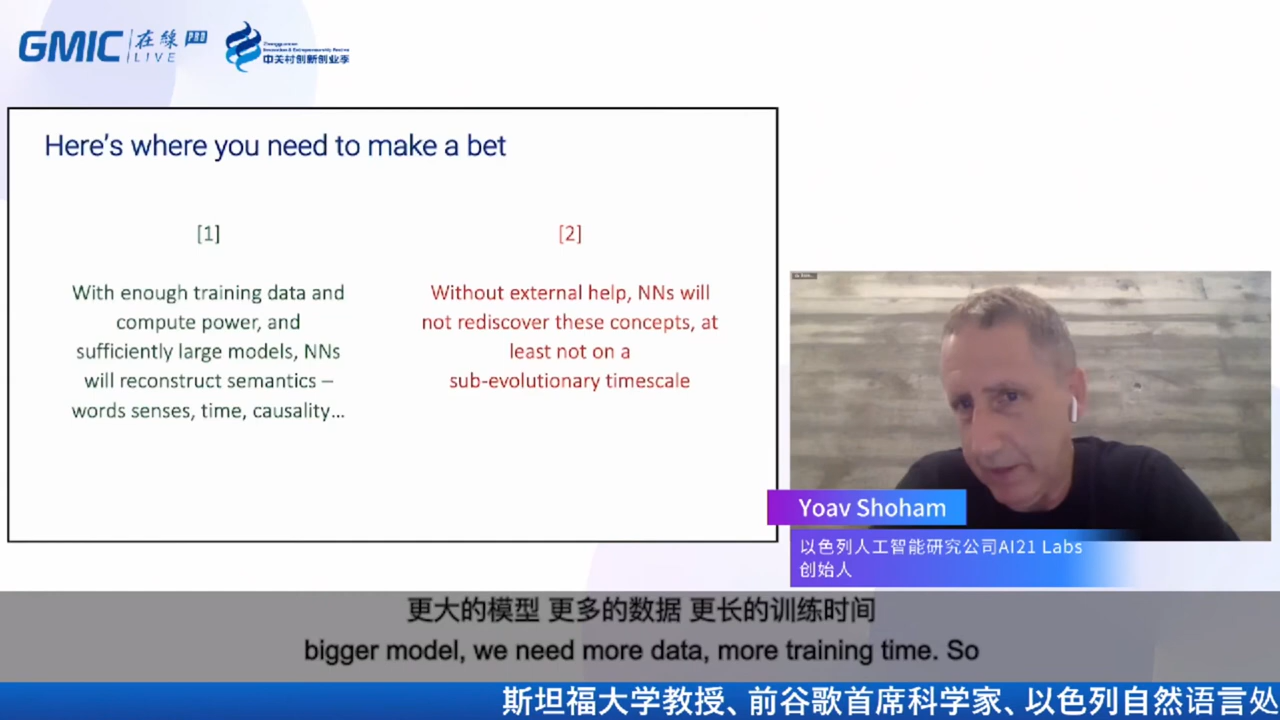 GMIC 在線 PRO
LIVE
Zhongguancun
Innovation & Entrepreneurship Season
中关村创新创业季
Here's where you need to make a bet
[1]
With enough training data and
compute power, and
sufficiently large models, NNs
will reconstruct semantics –
words senses, time, causality...
[2]
Without external help, NNs will
not rediscover these concepts, at
least not on a
sub-evolutionary timescale
Yoav Shoham
以色列人工智能研究公司AI21 Labs
创始人
更大的模型 更多的数据 更长的训练时间
bigger model, we need more data, more training time. So
斯坦福大学教授、前谷歌首席科学家、以色列自然语言处